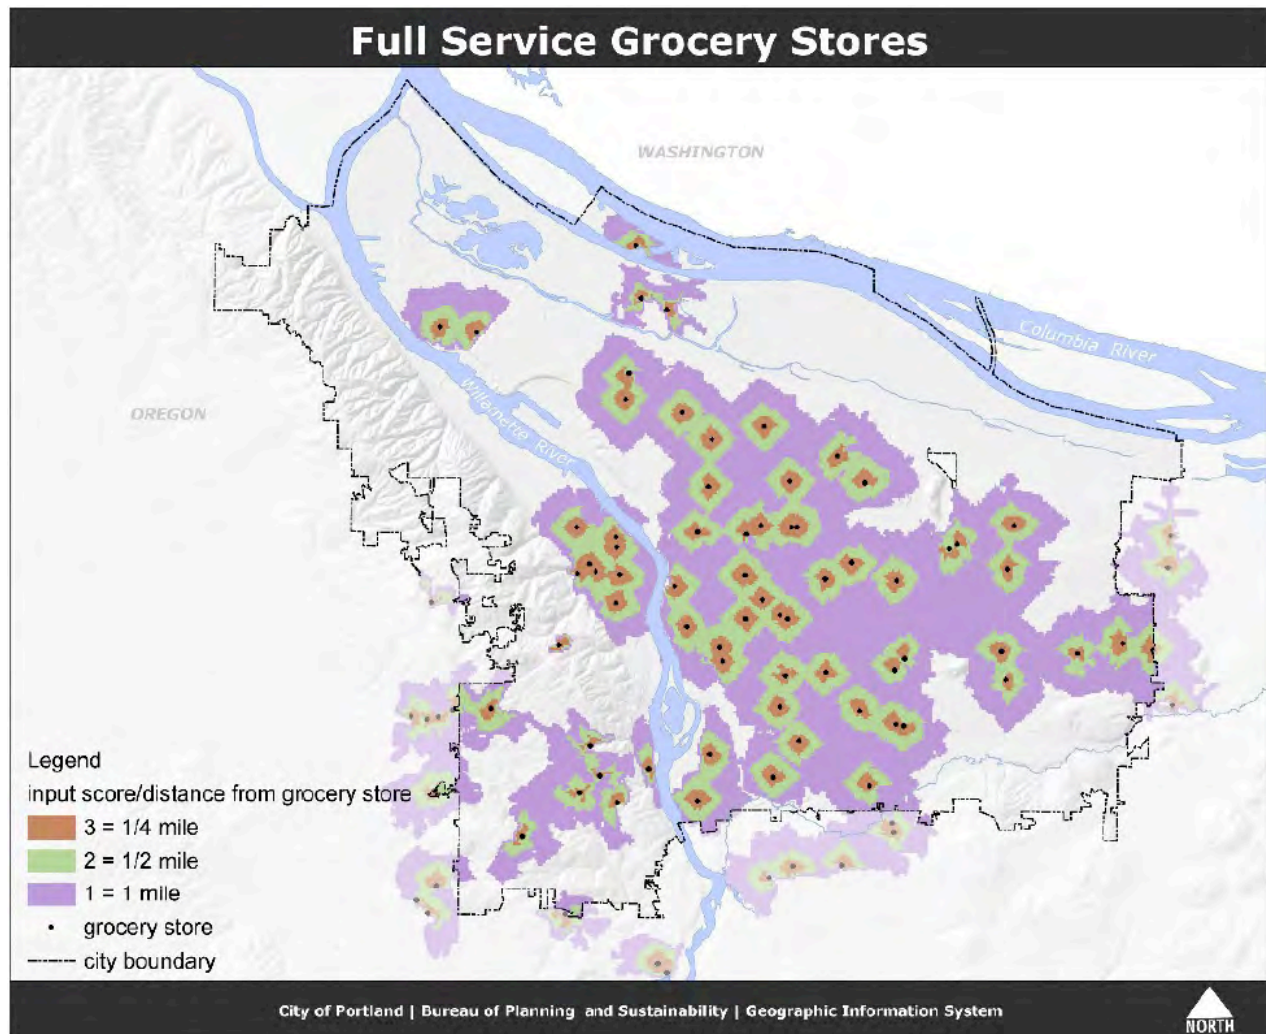 Full Service Grocery Stores
WASHINGTON
Columbia River
OREGON
Willamette River
Legend
input score/distance from grocery store
3 = 1/4 mile
2 = 1/2 mile
1 = 1 mile
grocery store
city boundary
City of Portland | Bureau of Planning and Sustainability | Geographic Information System
NORTH